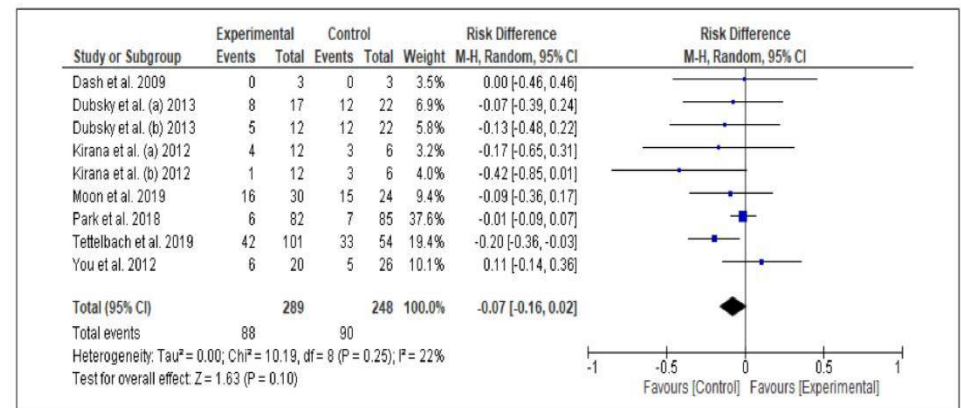 Experimental Control Risk Difference Risk Difference
Study or Subgroup Events Total Events Total Weight M-H, Random, 95% CI M-H, Random, 95% CI
Dash et al. 2009 0 3 0 3 3.5% 0.00 [-0.46, 0.46]
Dubsky et al. (a) 2013 8 17 12 22 6.9% -0.07 [-0.39, 0.24]
Dubsky et al. (b) 2013 5 12 12 22 5.8% -0.13 [-0.48, 0.22]
Kirana et al. (a) 2012 4 12 3 6 3.2% -0.17 [-0.65, 0.31]
Kirana et al. (b) 2012 1 12 3 6 4.0% -0.42 [-0.85, 0.01]
Moon et al. 2019 16 30 15 24 9.4% -0.09 [-0.36, 0.17]
Park et al. 2018 6 82 7 85 37.6% -0.01 [-0.09, 0.07]
Tettelbach et al. 2019 42 101 33 54 19.4% -0.20 [-0.36, -0.03]
You et al. 2012 6 20 5 26 10.1% 0.11 [-0.14, 0.36]
Total (95% CI) 289 248 100.0% -0.07 [-0.16, 0.02]
Total events 88 90
Heterogeneity: Tau² = 0.00; Chi² = 10.19, df = 8 (P = 0.25); I² = 22%
Test for overall effect: Z = 1.63 (P = 0.10)
-1 -0.5 0 0.5 1
Favours [Control] Favours [Experimental]